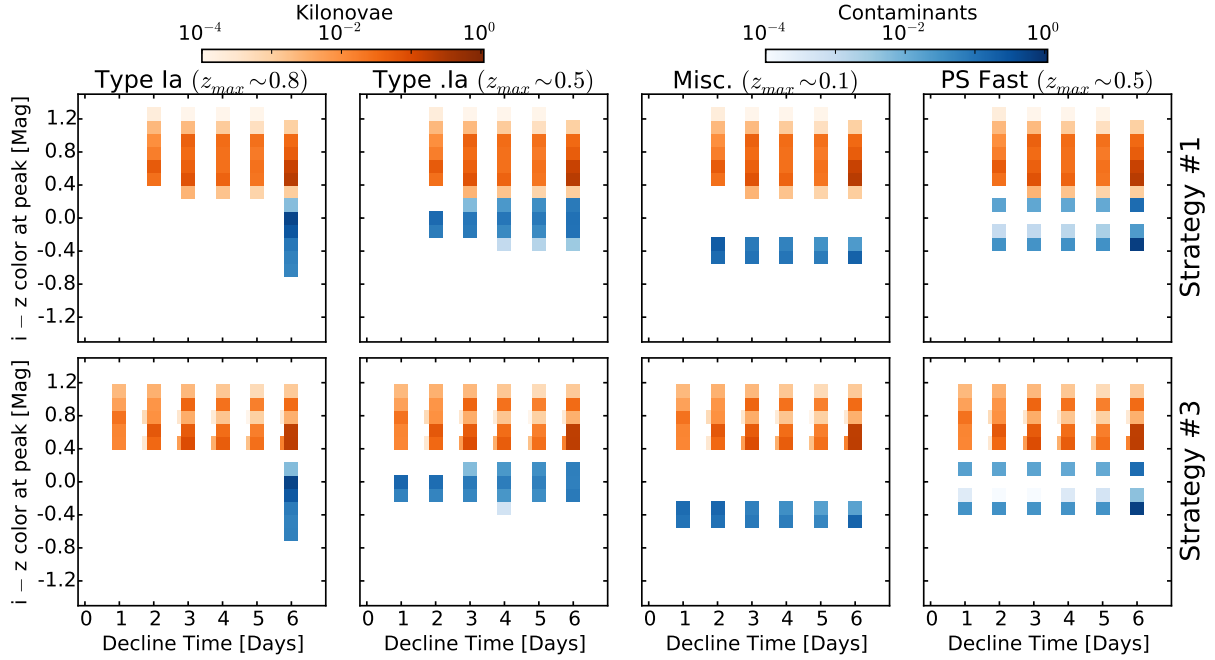 Kilonovae Contaminants
10⁻⁴ 10⁻² 10⁰ 10⁻⁴ 10⁻² 10⁰
Type Ia (z_max~0.8) Type .Ia (z_max~0.5) Misc. (z_max~0.1) PS Fast (z_max~0.5)
i − z color at peak [Mag]
1.2
0.8
0.4
0.0
-0.4
-0.8
-1.2
Strategy #1
i − z color at peak [Mag]
1.2
0.8
0.4
0.0
-0.4
-0.8
-1.2
Strategy #3
0 1 2 3 4 5 6 0 1 2 3 4 5 6 0 1 2 3 4 5 6 0 1 2 3 4 5 6
Decline Time [Days] Decline Time [Days] Decline Time [Days] Decline Time [Days]